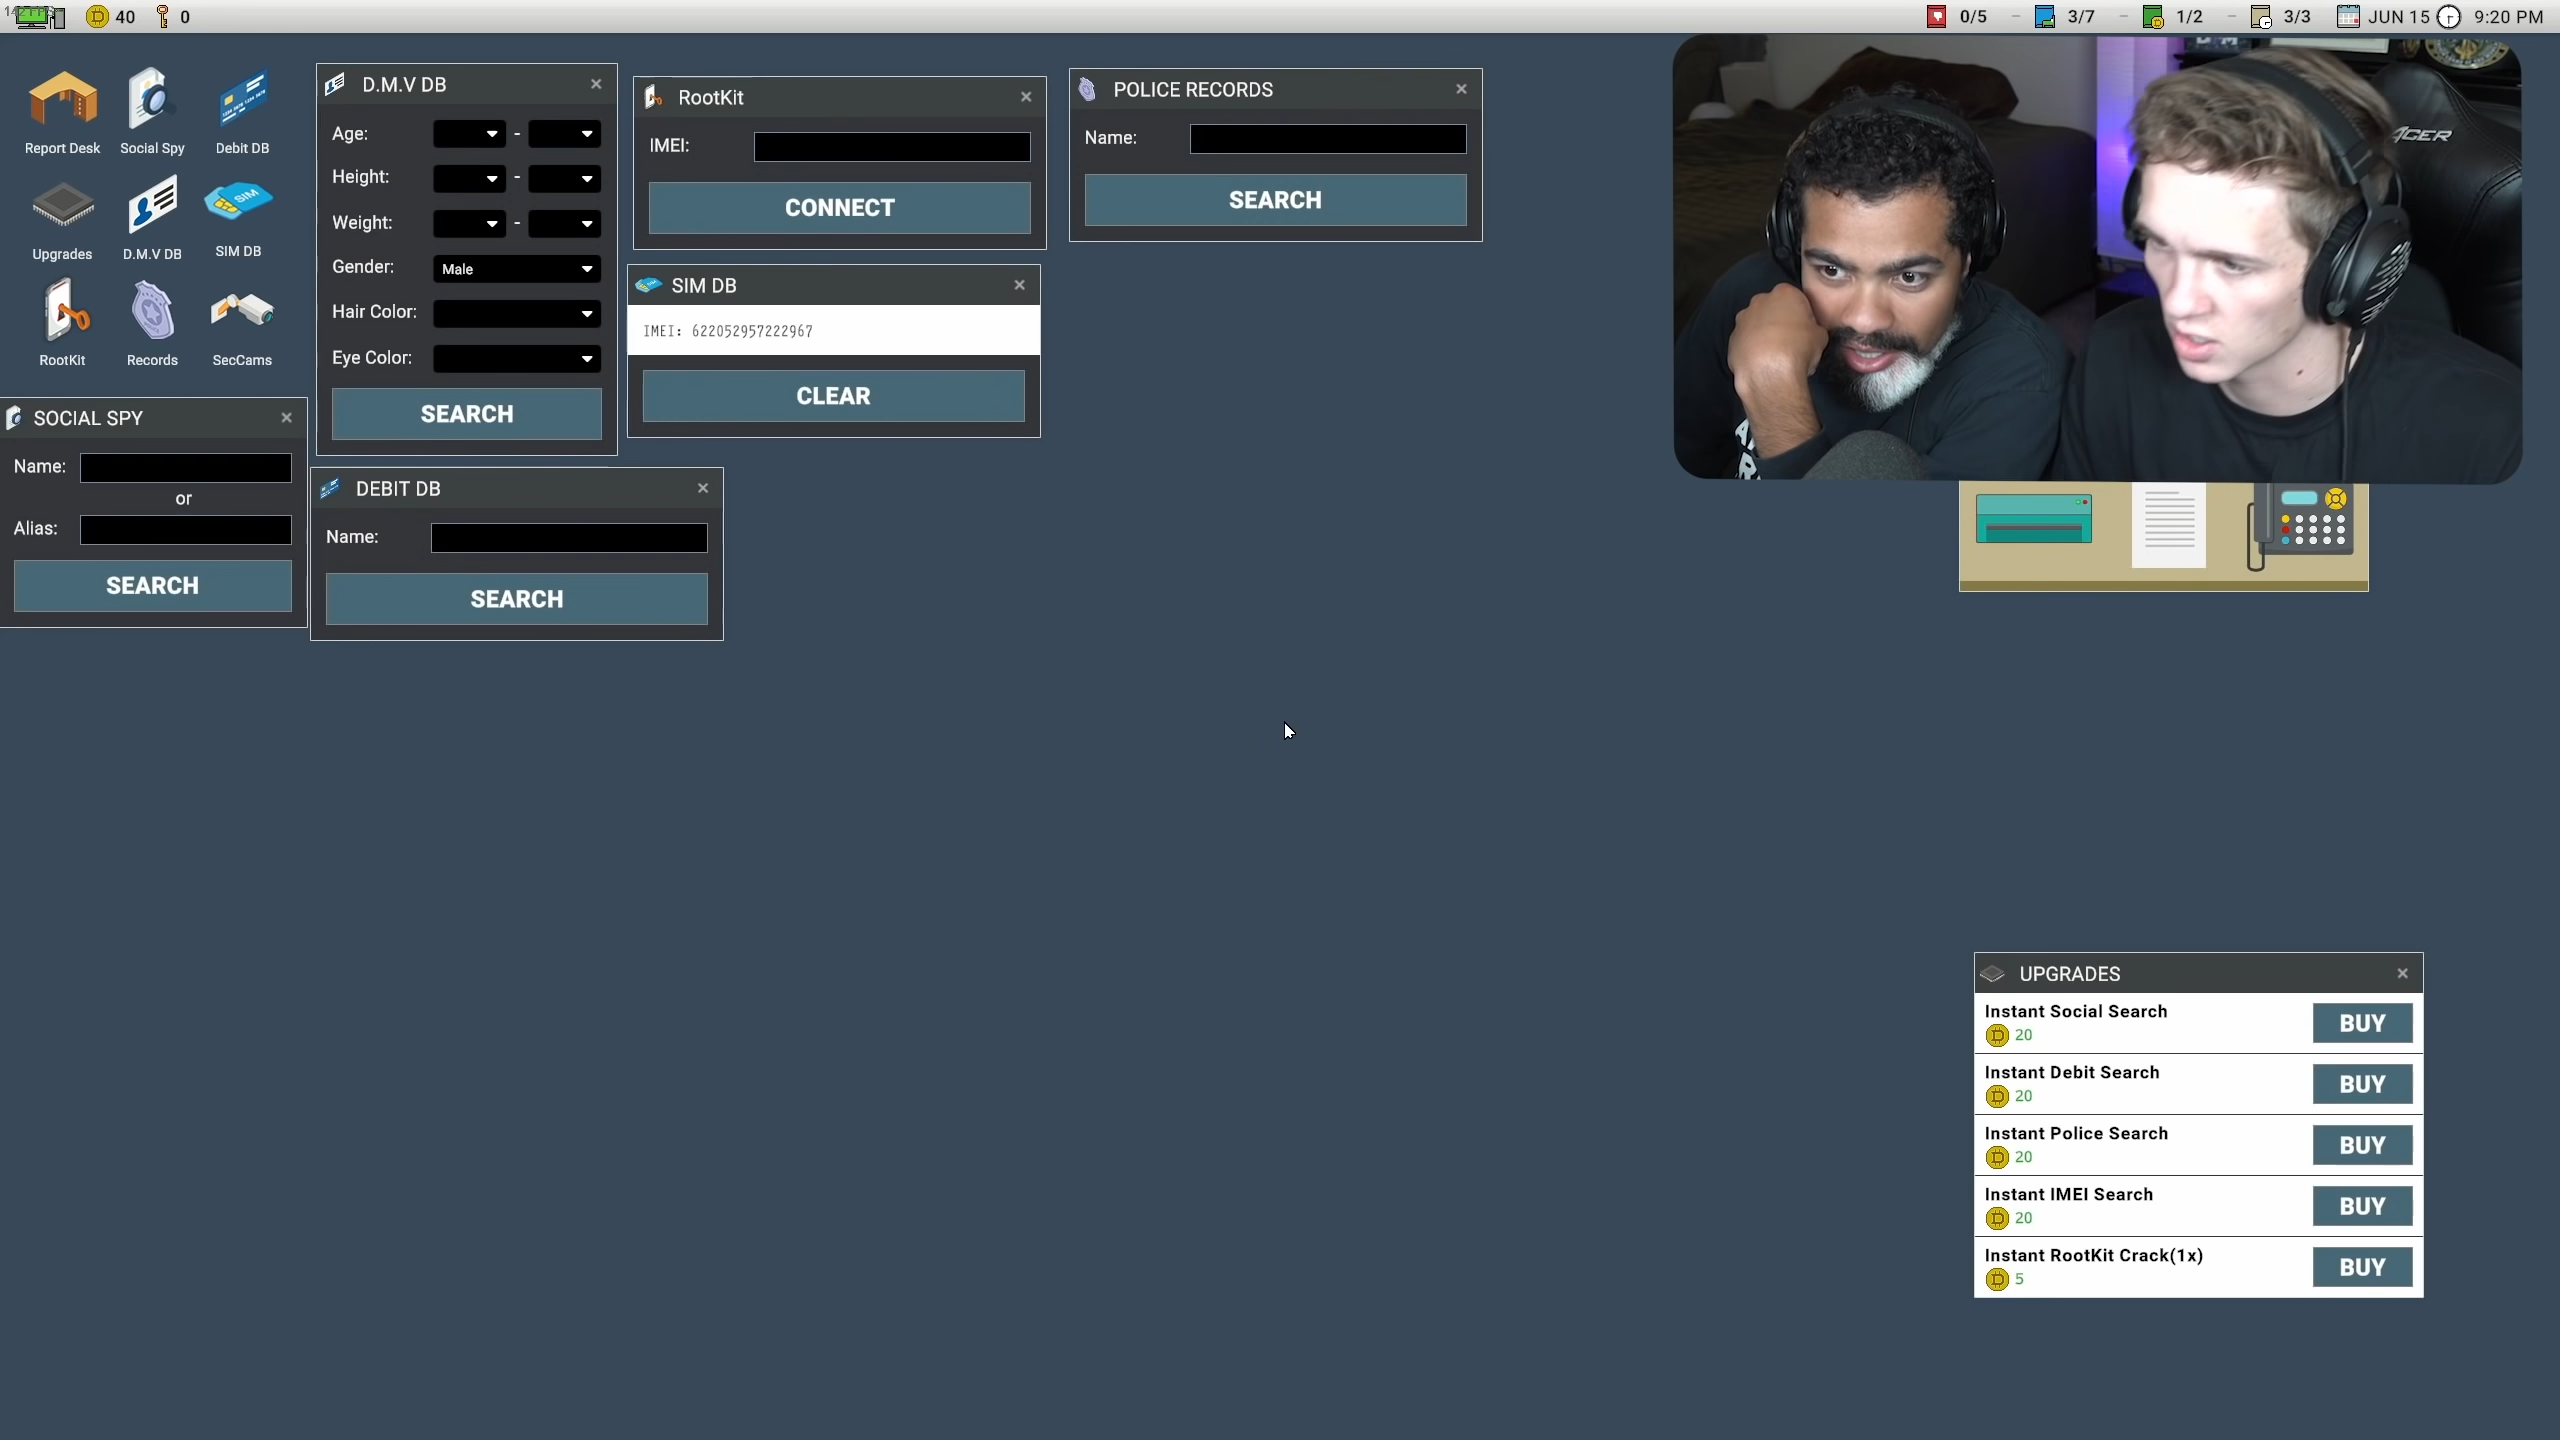 40
0
0/5
3/7
1/2
3/3
JUN 15
9:20 PM
Report Desk
Social Spy
Debit DB
Upgrades
D.M.V DB
SIM DB
SIM
RootKit
Records
SecCams
D.M.V DB
Age:
-
Height:
-
Weight:
-
Gender:
Male
Hair Color:
Eye Color:
SEARCH
RootKit
IMEI:
CONNECT
SIM DB
IMEI: 622052957222967
CLEAR
POLICE RECORDS
Name:
SEARCH
SOCIAL SPY
Name:
or
Alias:
SEARCH
DEBIT DB
Name:
SEARCH
ACER
UPGRADES
Instant Social Search
20
BUY
Instant Debit Search
20
BUY
Instant Police Search
20
BUY
Instant IMEI Search
20
BUY
Instant RootKit Crack(1x)
5
BUY